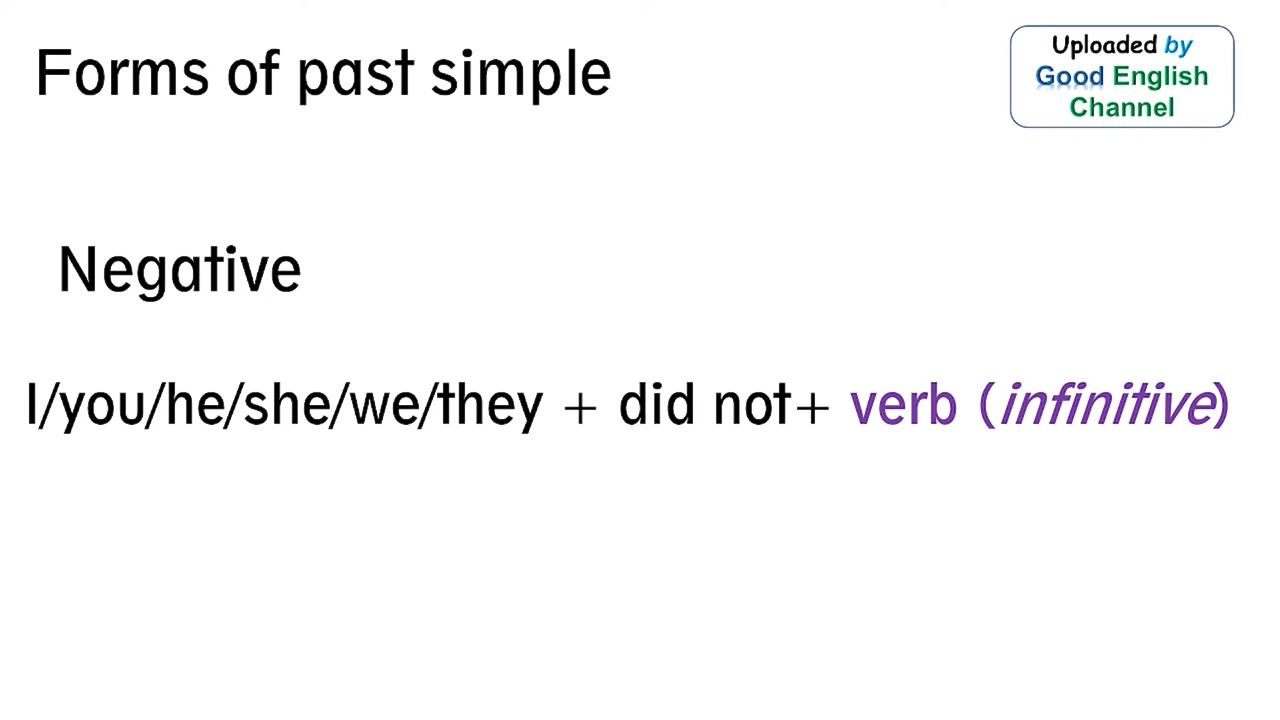 Forms of past simple
Uploaded by
Good English
Channel
Negative
I/you/he/she/we/they + did not+ verb (infinitive)